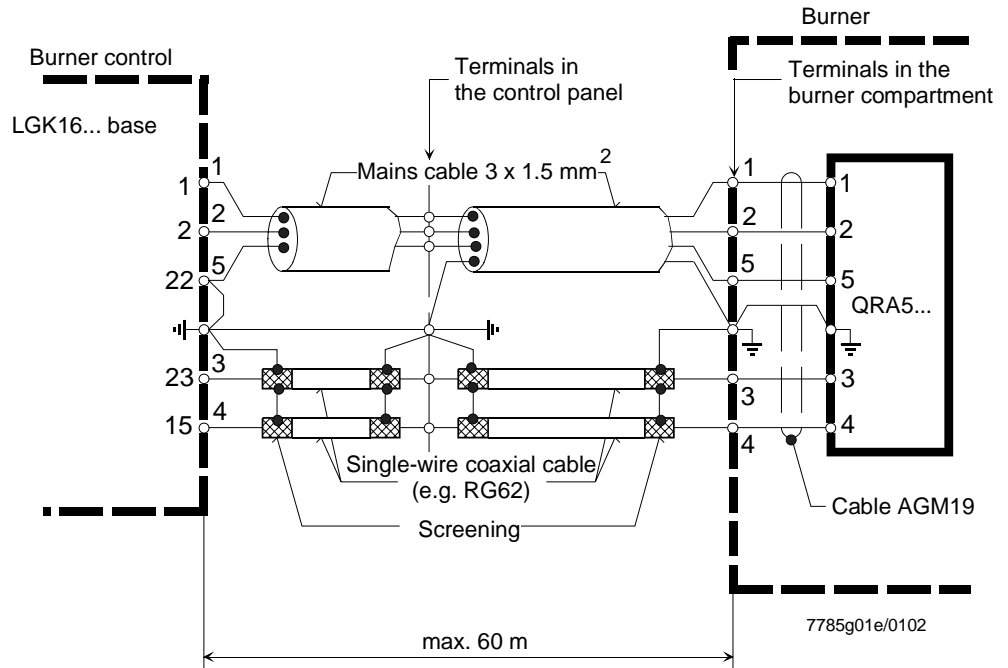 Burner
Burner control
Terminals in
the control panel
Terminals in the
burner compartment
LGK16... base
Mains cable 3 x 1.5 mm 2
1
1
1
1
2
2
2
2
5
22
5
5
QRA5...
3
23
3
3
4
15
4
4
Single-wire coaxial cable
(e.g. RG62)
Screening
Cable AGM19
max. 60 m
7785g01e/0102